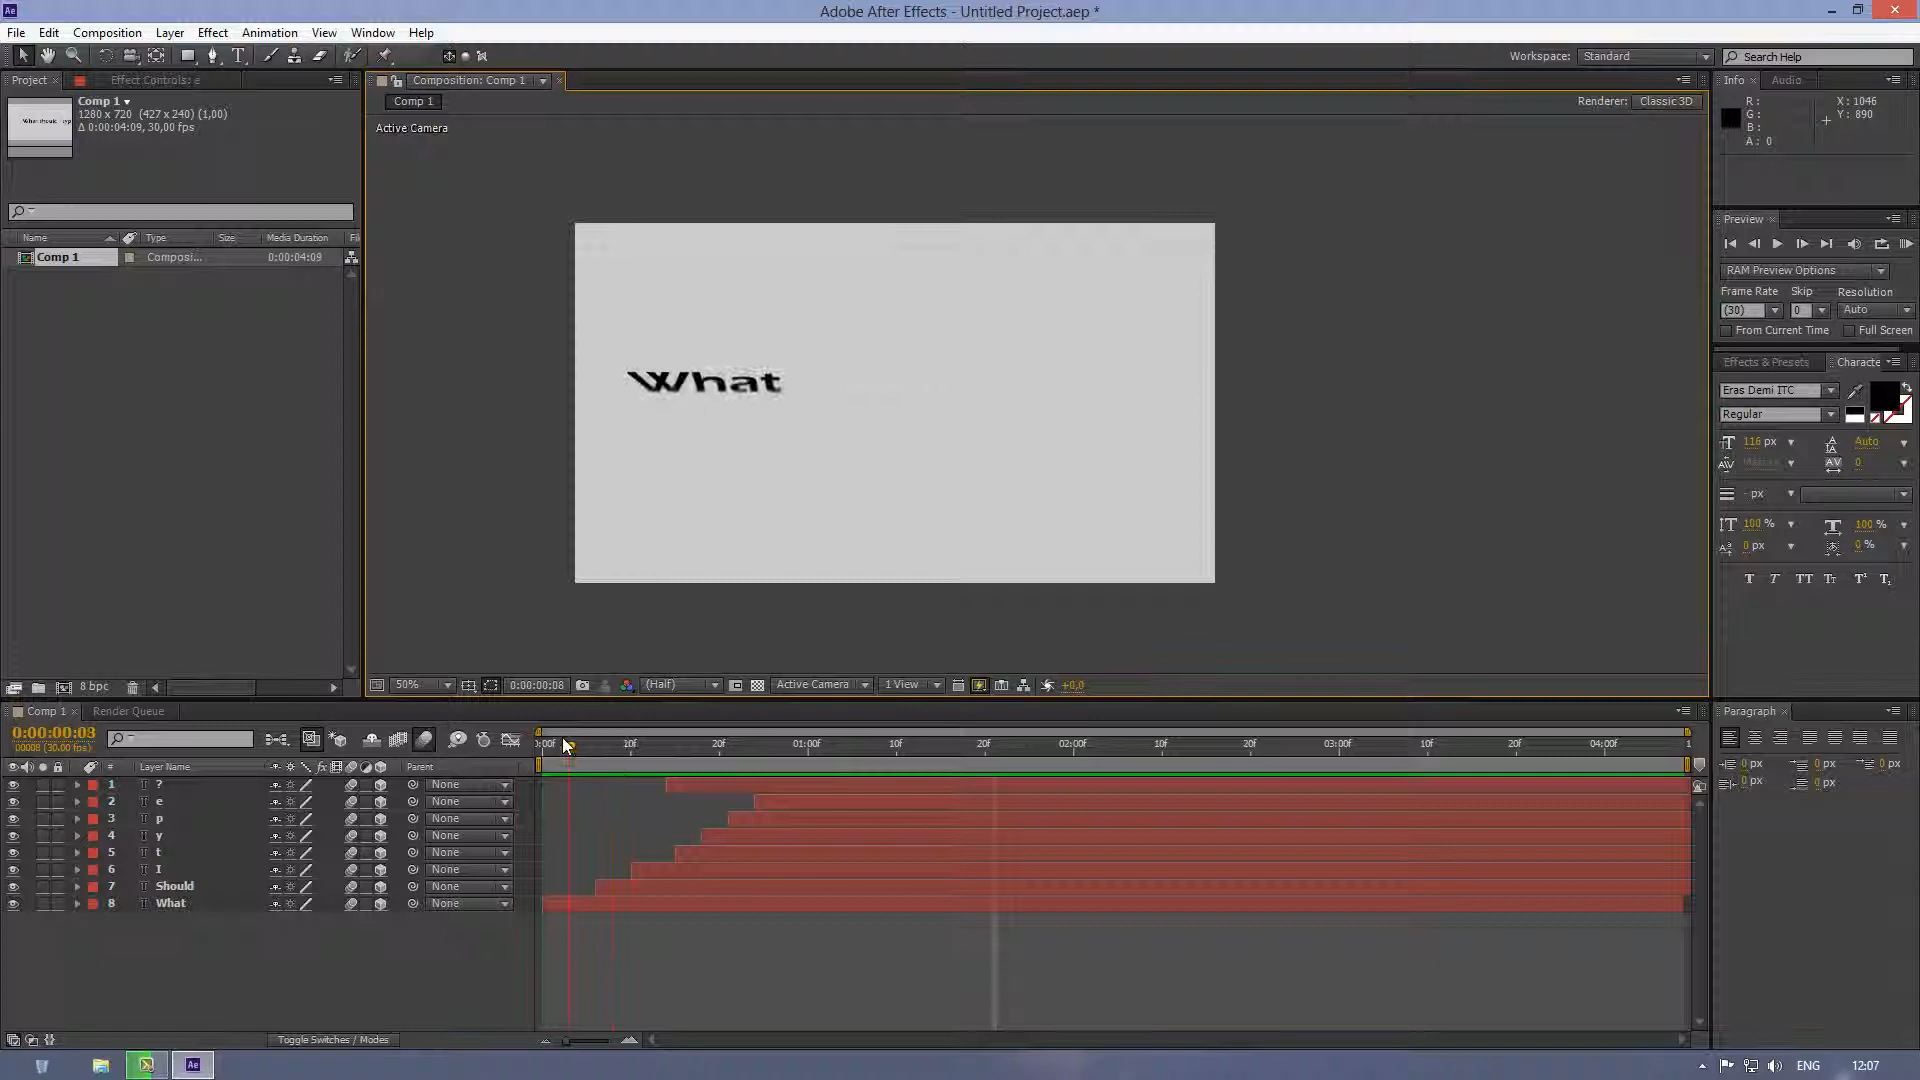 Adobe After Effects - Untitled Project.aep *
File Edit Composition Layer Effect Animation View Window Help
Workspace: Standard Search Help
Project Effect Controls: e Composition: Comp 1 Info Audio
Comp 1
1280 x 720 (427 x 240) (1,00)
Δ 0:00:04:09, 30,00 fps
Comp 1 Renderer: Classic 3D
Active Camera
R: X: 1046
G: Y: 890
B:
A: 0
Preview
Name Type Size Media Duration
Comp 1 Composi... 0:00:04:09
RAM Preview Options
Frame Rate Skip Resolution
(30) 0 Auto
From Current Time Full Screen
What
Effects & Presets Characte
Eras Demi ITC
Regular
116 px Auto
0
- px
100 % 100 %
0 px 0 %
T T TT Tt T¹ T₁
8 bpc 50% 0:00:00:08 (Half) Active Camera 1 View +0,0
Comp 1 Render Queue Paragraph
0:00:00:08
00008 (30.00 fps)
0:00f 20f 01:00f 10f 20f 02:00f 10f 20f 03:00f 10f 20f 04:00f 1
# Layer Name Parent
0 px 0 px 0 px
0 px 0 px
1 T ? None
2 T e None
3 T p None
4 T y None
5 T t None
6 T I None
7 T Should None
8 T What None
Toggle Switches / Modes
Ae ENG 12:07